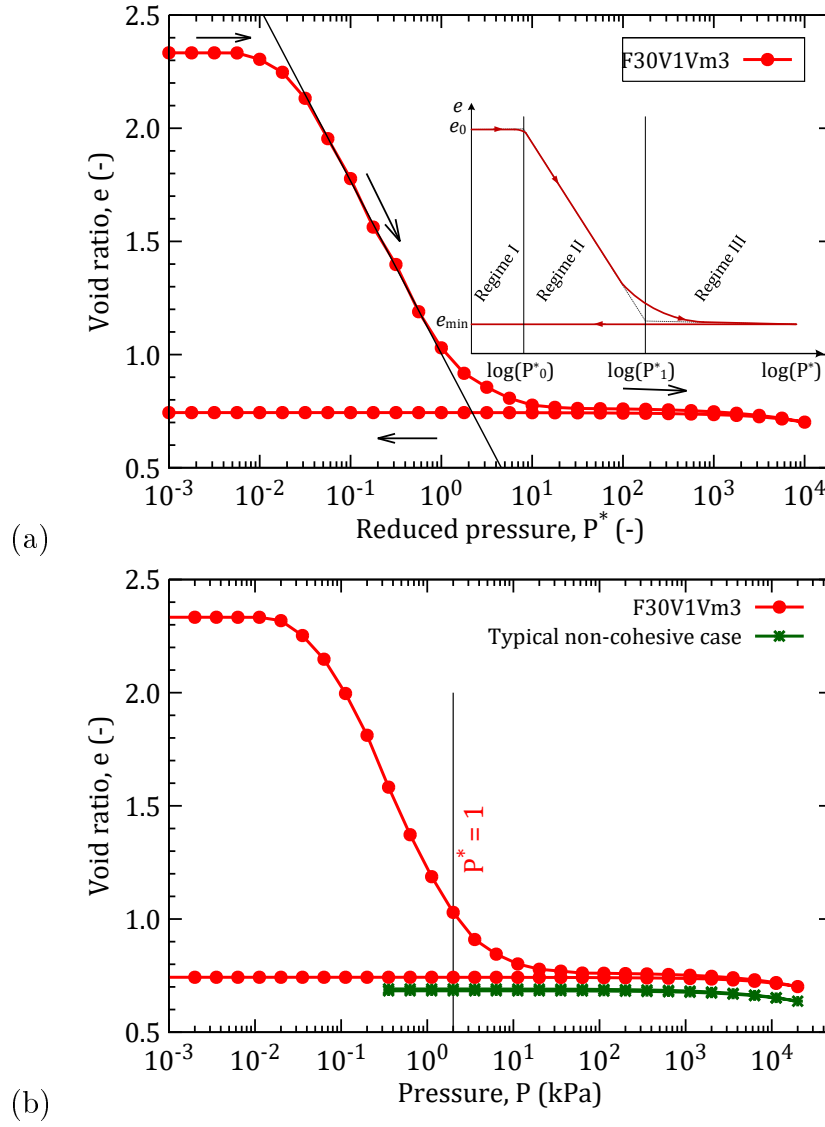 2.5
2.0
1.5
1.0
0.5
Void ratio, e (-)
F30V1Vm3
e
e₀
e_min
Regime I
Regime II
Regime III
log(P*₀)
log(P*₁)
log(P*)
10⁻³ 10⁻² 10⁻¹ 10⁰ 10¹ 10² 10³ 10⁴
Reduced pressure, P* (-)
(a)
2.5
2.0
1.5
1.0
0.5
Void ratio, e (-)
F30V1Vm3
Typical non-cohesive case
P* = 1
10⁻³ 10⁻² 10⁻¹ 10⁰ 10¹ 10² 10³ 10⁴
Pressure, P (kPa)
(b)